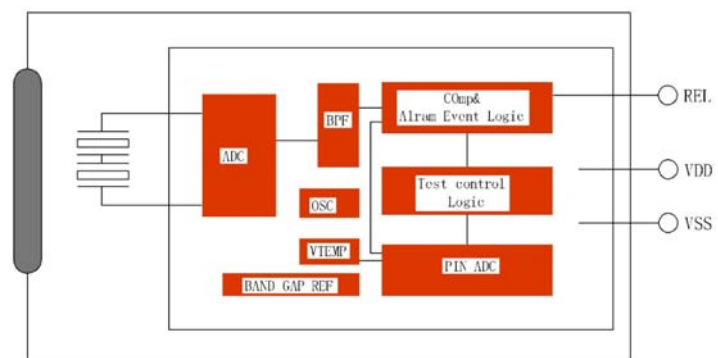 COmp&
Alram Event Logic
REL
BPF
ADC
VDD
Test control
Logic
OSC
VSS
VTEMP
PIN ADC
BAND GAP REF